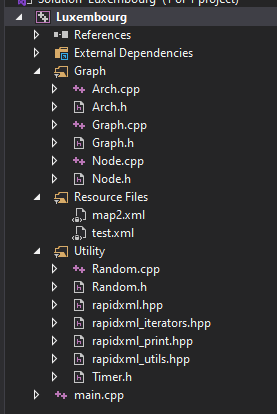 Solution 'Luxembourg' (1 of 1 project)
Luxembourg
References
External Dependencies
Graph
Arch.cpp
Arch.h
Graph.cpp
Graph.h
Node.cpp
Node.h
Resource Files
map2.xml
test.xml
Utility
Random.cpp
Random.h
rapidxml.hpp
rapidxml_iterators.hpp
rapidxml_print.hpp
rapidxml_utils.hpp
Timer.h
main.cpp